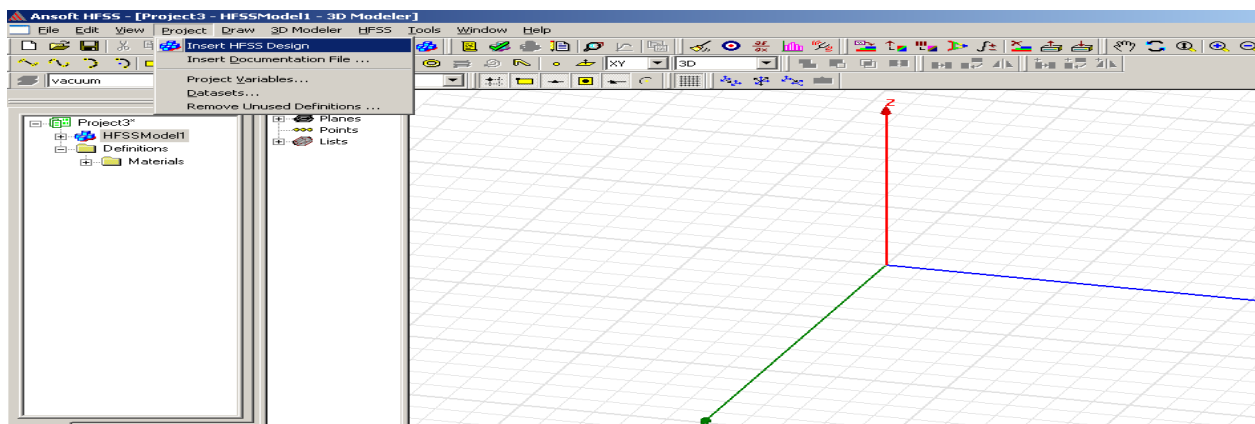 Ansoft HFSS - [Project3 - HFSSModel1 - 3D Modeler]
File Edit View Project Draw 3D Modeler HFSS Tools Window Help
Insert HFSS Design
Insert Documentation File ...
XY 3D
vacuum
Project Variables...
Datasets...
Remove Unused Definitions ...
Project3*
HFSSModel1
Definitions
Materials
Planes
Points
Lists
Z